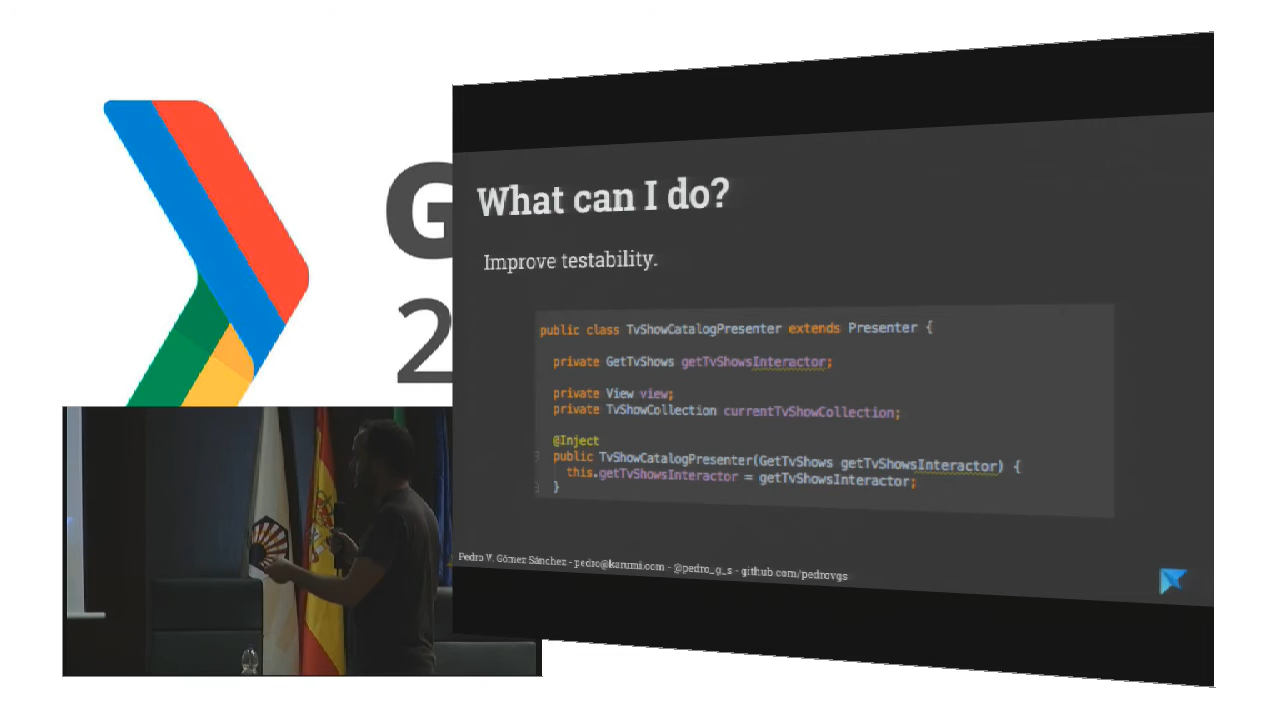 G
2
What can I do?
Improve testability.
public class TvShowCatalogPresenter extends Presenter {
private GetTvShows getTvShowsInteractor;
private View view;
private TvShowCollection currentTvShowCollection;
@Inject
public TvShowCatalogPresenter(GetTvShows getTvShowsInteractor) {
this.getTvShowsInteractor = getTvShowsInteractor;
}
Pedro V. Gómez Sánchez - pedro@karumi.com - @pedro_g_s - github.com/pedrovgs